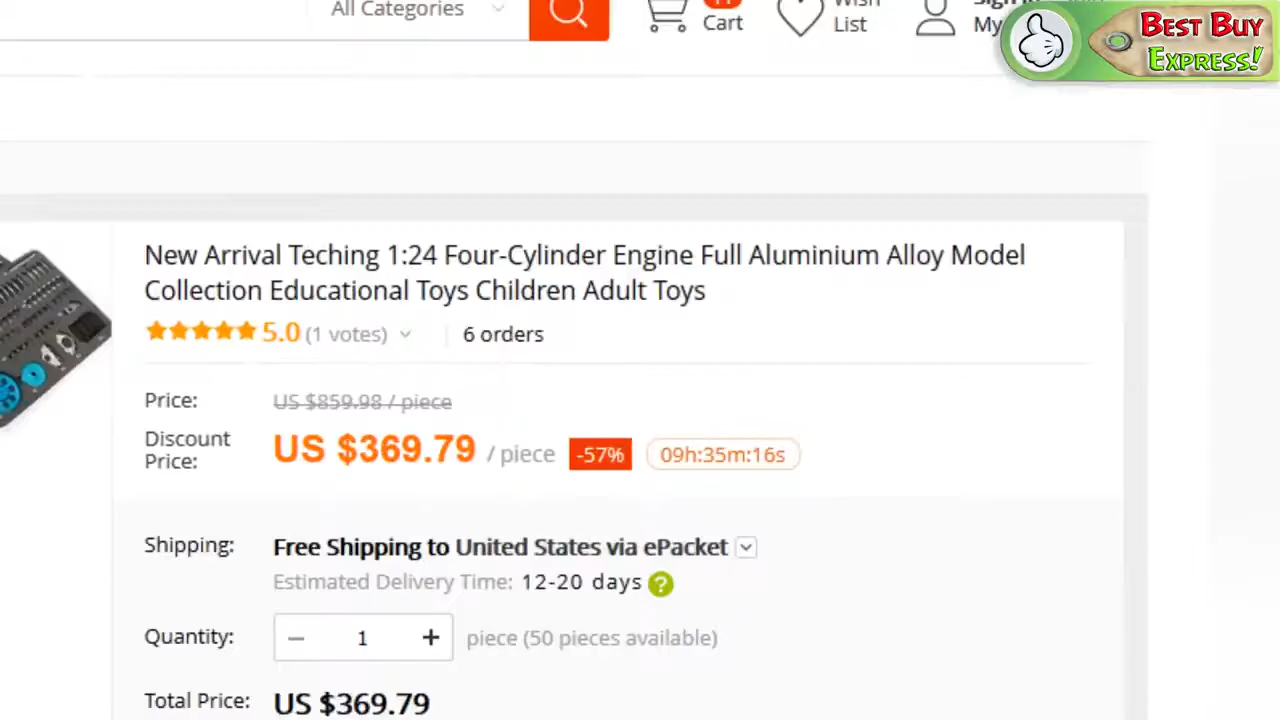 All Categories
Cart
Wish
List
My
Best Buy
Express!
New Arrival Teching 1:24 Four-Cylinder Engine Full Aluminium Alloy Model
Collection Educational Toys Children Adult Toys
5.0 (1 votes) 6 orders
Price: US $859.98 / piece
Discount
Price: US $369.79 / piece -57% 09h:35m:16s
Shipping: Free Shipping to United States via ePacket
Estimated Delivery Time: 12-20 days ?
Quantity: − 1 + piece (50 pieces available)
Total Price: US $369.79